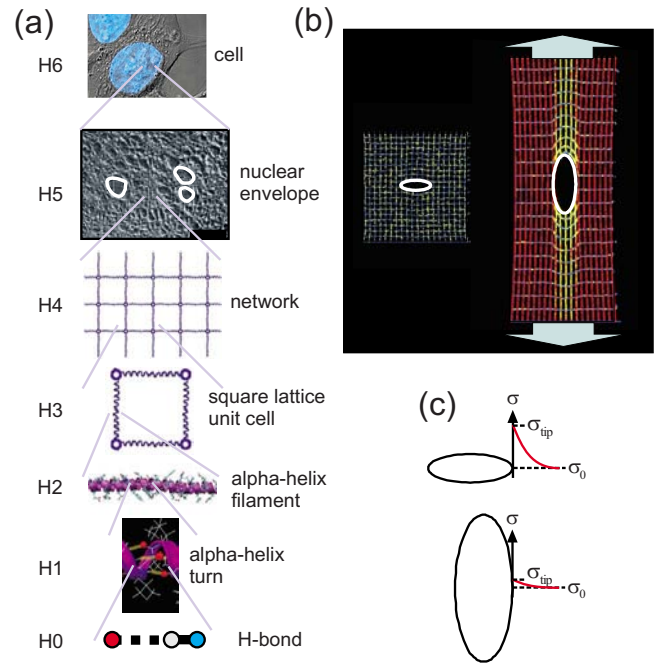 (a)
H6
cell
H5
nuclear
envelope
H4
network
H3
square lattice
unit cell
H2
alpha-helix
filament
H1
alpha-helix
turn
H0
H-bond
(b)
(c)
σ
σtip
σ0
σ
σtip
σ0